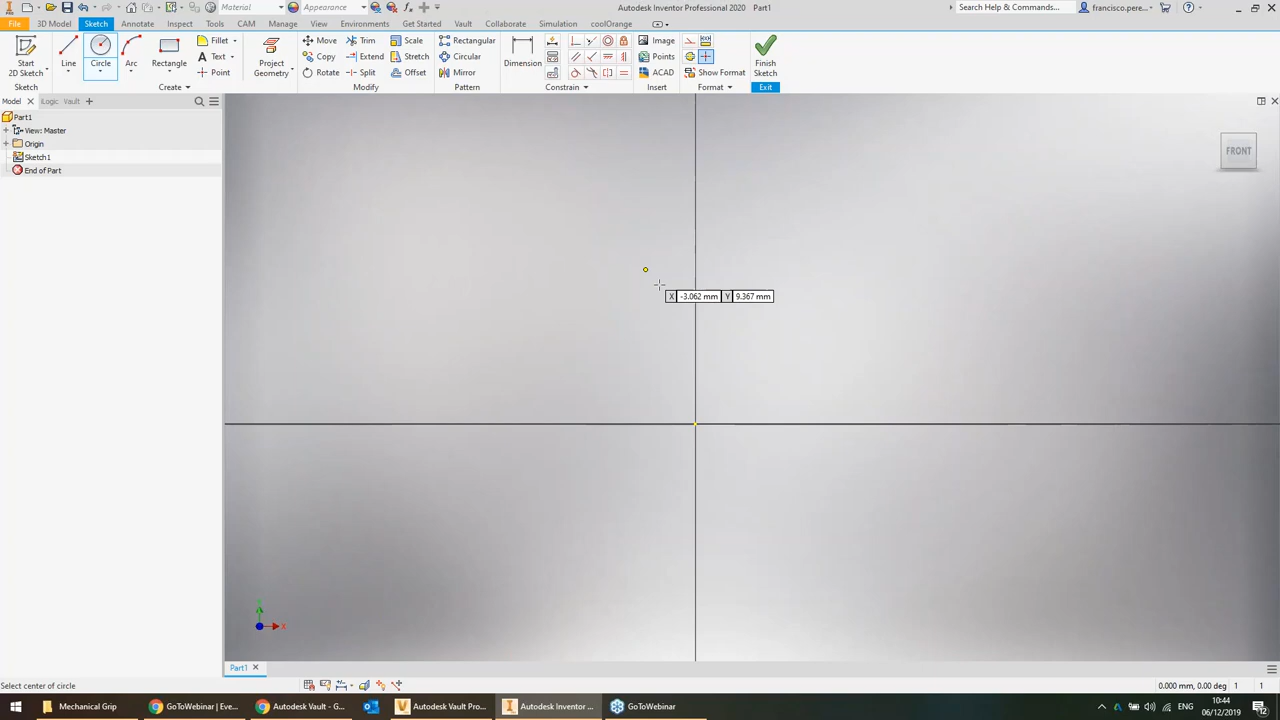 Material
Appearance
Autodesk Inventor Professional 2020 Part1
Search Help & Commands...
francisco.pere...
File 3D Model Sketch Annotate Inspect Tools CAM Manage View Environments Get Started Vault Collaborate Simulation coolOrange
Start
2D Sketch
Line
Circle
Arc
Rectangle
Fillet
Text
Point
Project
Geometry
Move
Copy
Rotate
Trim
Extend
Split
Scale
Stretch
Offset
Rectangular
Circular
Mirror
Dimension
Image
Points
ACAD
Show Format
Finish
Sketch
Sketch Create Modify Pattern Constrain Insert Format Exit
Model iLogic Vault
Part1
View: Master
Origin
Sketch1
End of Part
FRONT
X -3.062 mm Y 9.367 mm
X
Part1
Select center of circle
0.000 mm, 0.00 deg 1 1
Mechanical Grip
GoToWebinar | Eve...
Autodesk Vault - G...
Autodesk Vault Pro...
Autodesk Inventor ...
GoToWebinar
ENG
10:44
06/12/2019